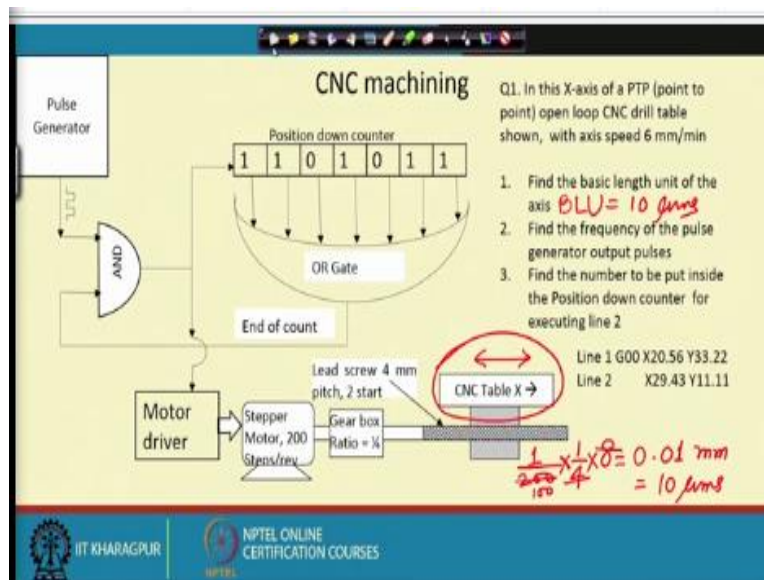 CNC machining
Pulse
Generator
Position down counter
1 1 0 1 0 1 1
AND
OR Gate
End of count
Lead screw 4 mm
pitch, 2 start
CNC Table X →
Motor
driver
Stepper
Motor, 200
Steps/rev
Gear box
Ratio = ¼
Q1. In this X-axis of a PTP (point to
point) open loop CNC drill table
shown, with axis speed 6 mm/min
1. Find the basic length unit of the
axis BLU = 10 μms
2. Find the frequency of the pulse
generator output pulses
3. Find the number to be put inside
the Position down counter for
executing line 2
Line 1 G00 X20.56 Y33.22
Line 2 X29.43 Y11.11
1/200 × 1/4 × 8 = 0.01 mm
100
= 10 μms
IIT KHARAGPUR
NPTEL
NPTEL ONLINE
CERTIFICATION COURSES